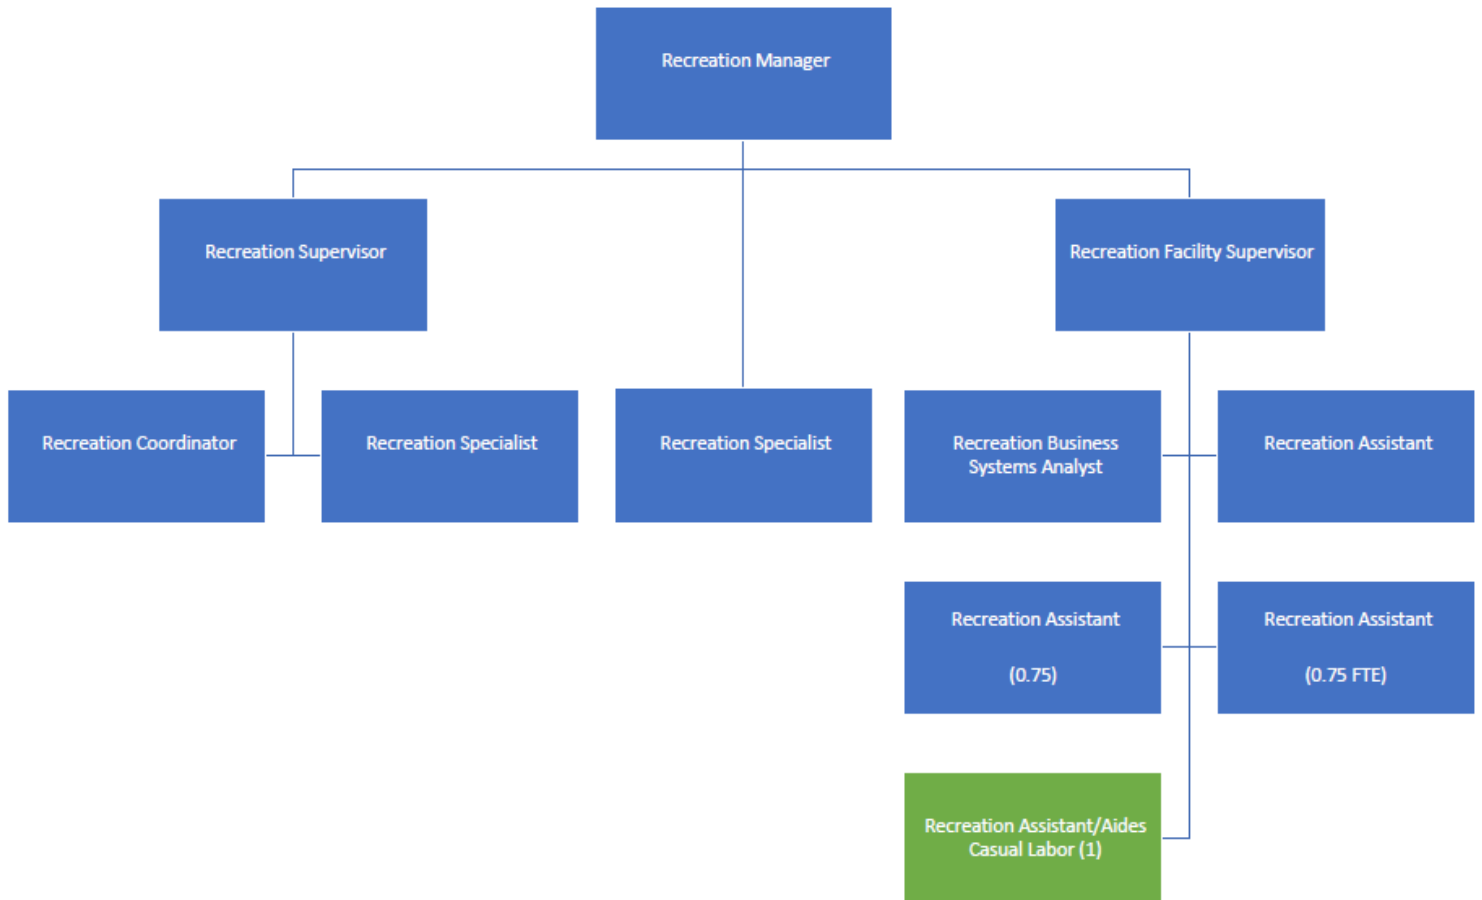 Recreation Manager
Recreation Supervisor
Recreation Facility Supervisor
Recreation Coordinator
Recreation Specialist
Recreation Specialist
Recreation Business
Systems Analyst
Recreation Assistant
Recreation Assistant
(0.75)
Recreation Assistant
(0.75 FTE)
Recreation Assistant/Aides
Casual Labor (1)